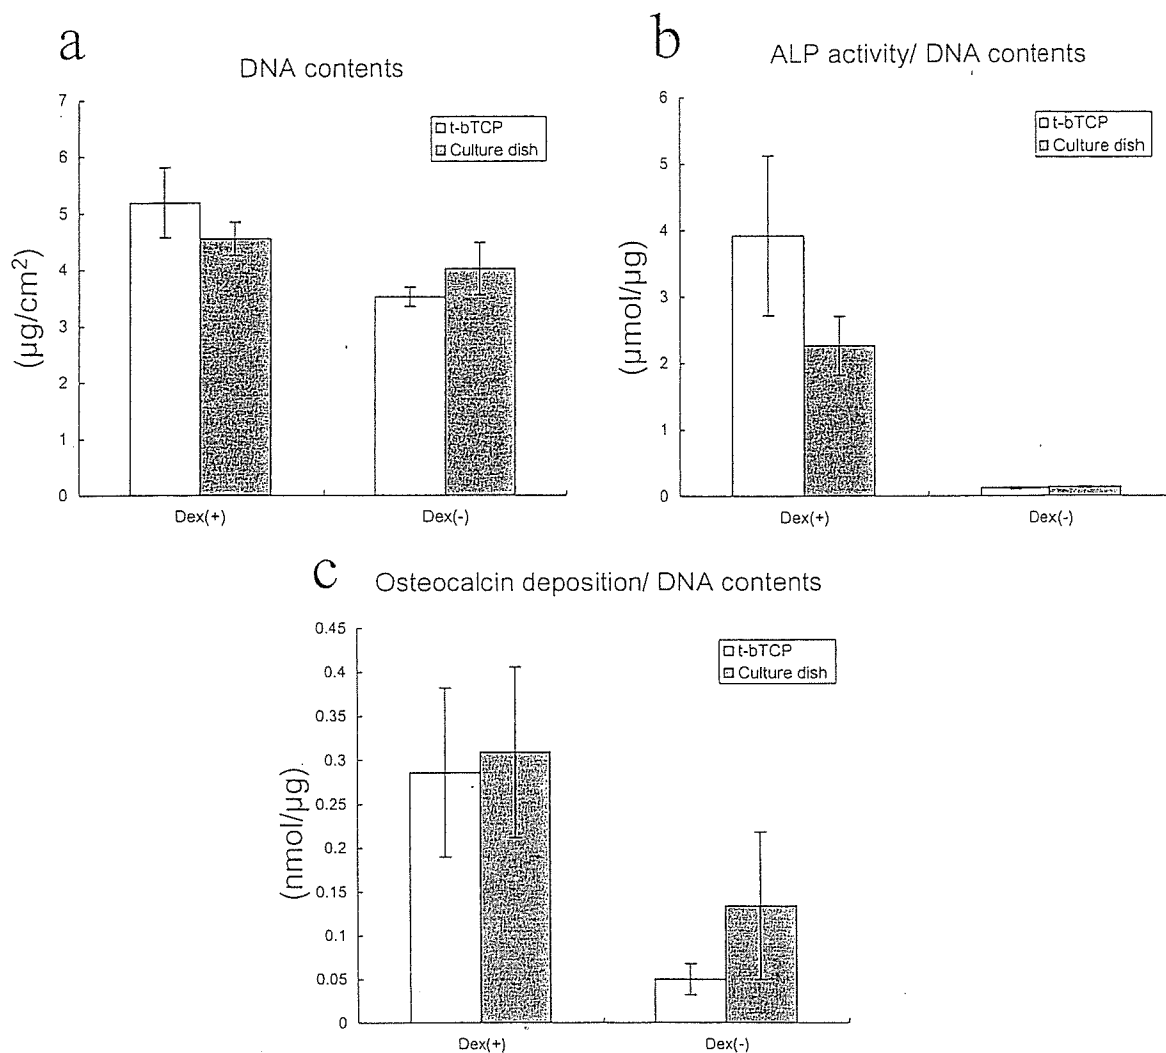 a
DNA contents
7
6
5
4
3
2
1
0
(µg/cm²)
t-bTCP
Culture dish
Dex(+)
Dex(-)
b
ALP activity/ DNA contents
6
5
4
3
2
1
0
(µmol/µg)
t-bTCP
Culture dish
Dex(+)
Dex(-)
c
Osteocalcin deposition/ DNA contents
0.45
0.4
0.35
0.3
0.25
0.2
0.15
0.1
0.05
0
(nmol/µg)
t-bTCP
Culture dish
Dex(+)
Dex(-)